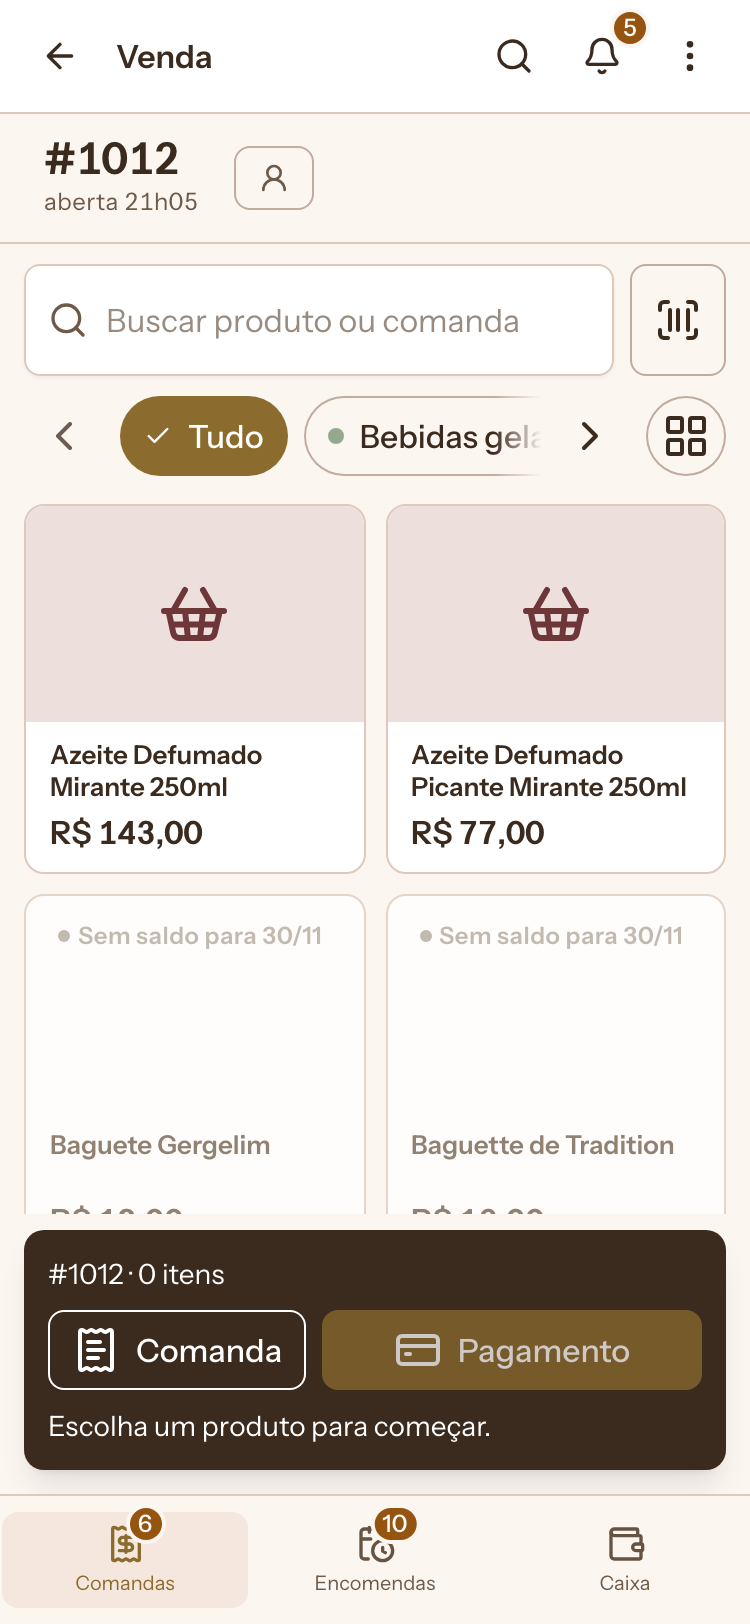 Venda
5
#1012
aberta 21h05
Buscar produto ou comanda
Tudo
Bebidas gela
Azeite Defumado
Mirante 250ml
R$ 143,00
Azeite Defumado
Picante Mirante 250ml
R$ 77,00
Sem saldo para 30/11
Baguete Gergelim
Sem saldo para 30/11
Baguette de Tradition
#1012 · 0 itens
Comanda
Pagamento
Escolha um produto para começar.
6
Comandas
10
Encomendas
Caixa